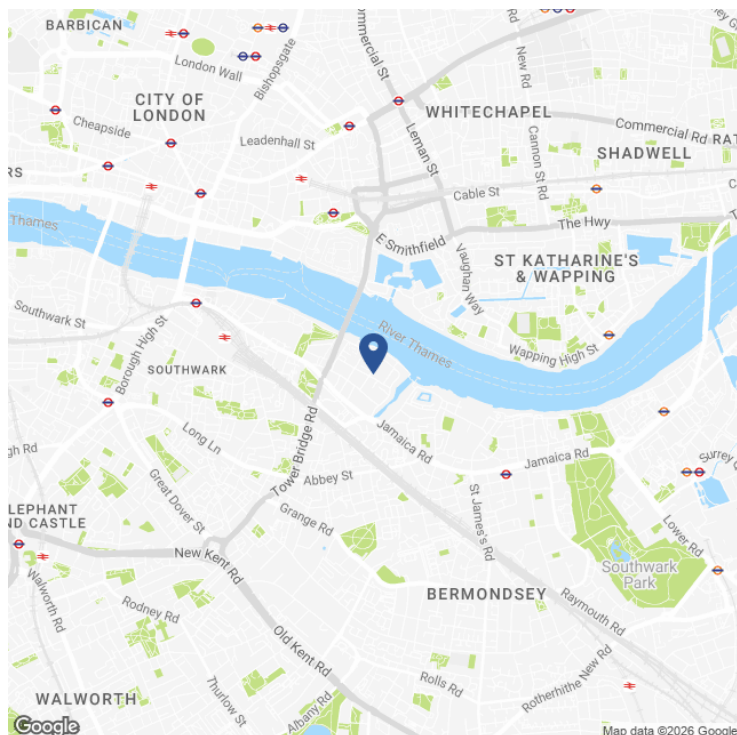 BARBICAN
London Wall
Bishopsgate
Commercial St
New Rd
CITY OF
LONDON
Cheapside
Leadenhall St
WHITECHAPEL
Leman St
Cannon St Rd
Commercial Rd
SHADWELL
Cable St
The Hwy
E Smithfield
Vaughan Way
ST KATHARINE'S
& WAPPING
Thames
River Thames
Wapping High St
Southwark St
Borough High St
SOUTHWARK
Long Ln
Tower Bridge Rd
Jamaica Rd
Jamaica Rd
Abbey St
Great Dover St
Grange Rd
St James's Rd
Lower Rd
Southwark
Park
New Kent Rd
Walworth Rd
Rodney Rd
BERMONDSEY
Raymouth Rd
Old Kent Rd
Rolls Rd
Rotherhithe New Rd
Thurlow St
Albany Rd
WALWORTH
Google
Map data ©2026 Google